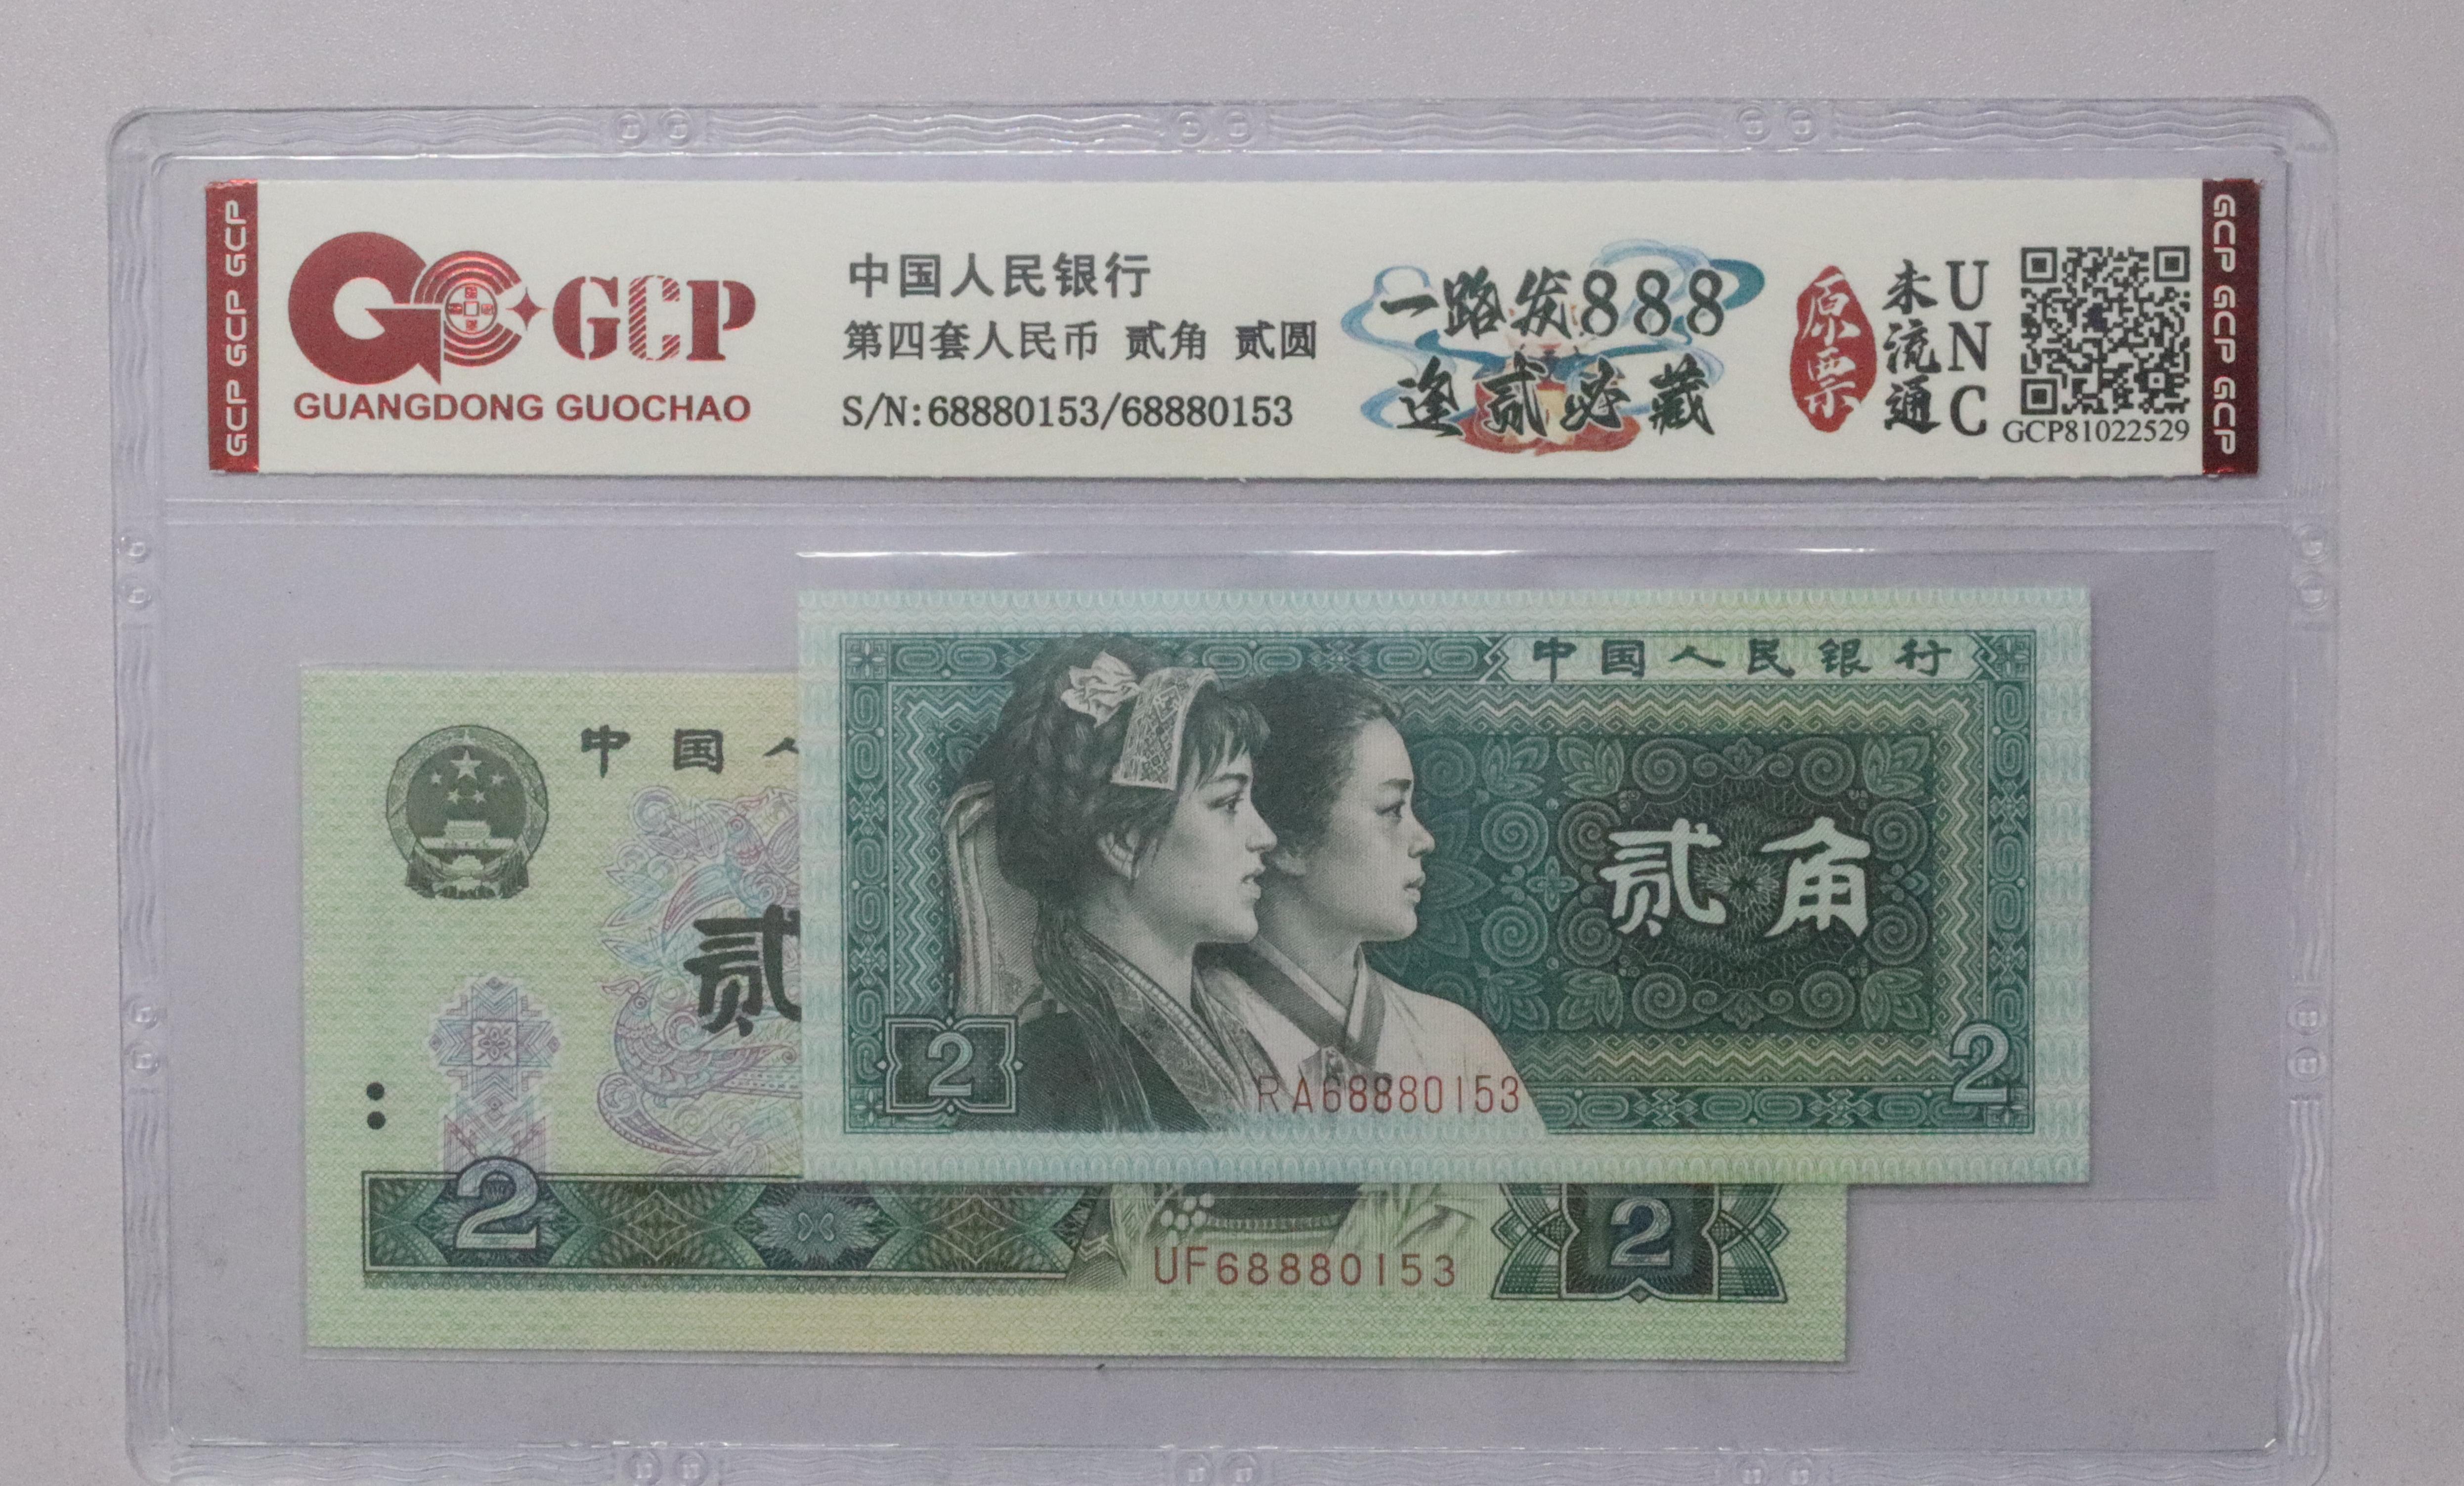 GCP GCP GCP
GCP
GUANGDONG GUOCHAO
中国人民银行
第四套人民币 贰角 贰圆
S/N:68880153/68880153
一路发888
逢贰必藏
原票
未流通
UNC
GCP81022529
GCP GCP GCP
中国人民银行
贰角
2
2
RA68880153
中国人
贰
2
2
UF68880153